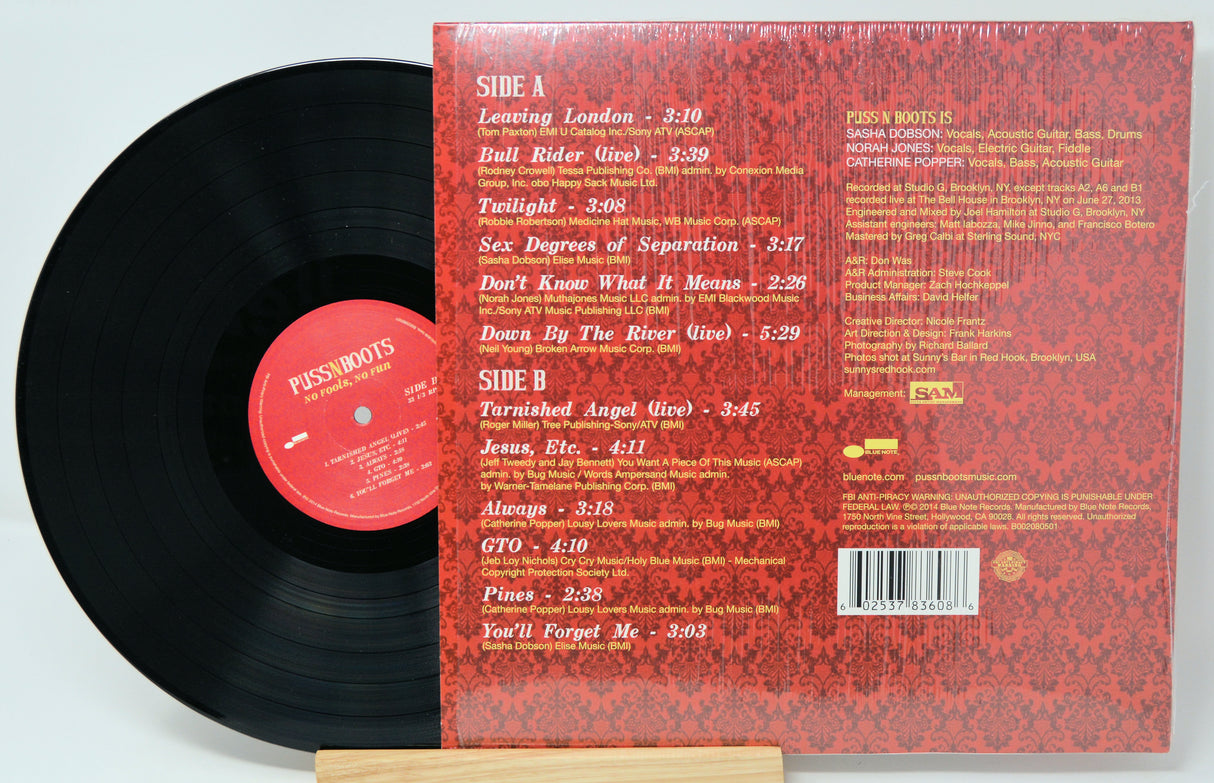 SIDE A
Leaving London - 3:10
(Tom Paxton) EMI U Catalog Inc./Sony ATV (ASCAP)
Bull Rider (live) - 3:39
(Rodney Crowell) Tessa Publishing Co. (BMI) admin. by Conexion Media
Group, Inc. obo Happy Sack Music Ltd.
Twilight - 3:08
(Robbie Robertson) Medicine Hat Music, WB Music Corp. (ASCAP)
Sex Degrees of Separation - 3:17
(Sasha Dobson) Elise Music (BMI)
Don't Know What It Means - 2:26
(Norah Jones) Muthajones Music LLC admin. by EMI Blackwood Music
Inc./Sony ATV Music Publishing LLC (BMI)
Down By The River (live) - 5:29
(Neil Young) Broken Arrow Music Corp. (BMI)
SIDE B
Tarnished Angel (live) - 3:45
(Roger Miller) Tree Publishing-Sony/ATV (BMI)
Jesus, Etc. - 4:11
(Jeff Tweedy and Jay Bennett) You Want A Piece Of This Music (ASCAP)
admin. by Bug Music / Words Ampersand Music admin.
by Warner-Tamelane Publishing Corp. (BMI)
Always - 3:18
(Catherine Popper) Lousy Lovers Music admin. by Bug Music (BMI)
GTO - 4:10
(Jeb Loy Nichols) Cry Cry Music/Holy Blue Music (BMI) - Mechanical
Copyright Protection Society Ltd.
Pines - 2:38
(Catherine Popper) Lousy Lovers Music admin. by Bug Music (BMI)
You'll Forget Me - 3:03
(Sasha Dobson) Elise Music (BMI)
PUSS N BOOTS IS
SASHA DOBSON: Vocals, Acoustic Guitar, Bass, Drums
NORAH JONES: Vocals, Electric Guitar, Fiddle
CATHERINE POPPER: Vocals, Bass, Acoustic Guitar
Recorded at Studio G, Brooklyn, NY, except tracks A2, A6 and B1
recorded live at The Bell House in Brooklyn, NY on June 27, 2013
Engineered and Mixed by Joel Hamilton at Studio G, Brooklyn, NY
Assistant engineers: Matt labozza, Mike Jinno, and Francisco Botero
Mastered by Greg Calbi at Sterling Sound, NYC
A&R: Don Was
A&R Administration: Steve Cook
Product Manager: Zach Hochkeppel
Business Affairs: David Helfer
Creative Director: Nicole Frantz
Art Direction & Design: Frank Harkins
Photography by Richard Ballard
Photos shot at Sunny's Bar in Red Hook, Brooklyn, USA
sunnysredhook.com
Management: SAM
BLUE NOTE
bluenote.com pussnbootsmusic.com
FBI ANTI-PIRACY WARNING: UNAUTHORIZED COPYING IS PUNISHABLE UNDER
FEDERAL LAW. ℗© 2014 Blue Note Records. Manufactured by Blue Note Records,
1750 North Vine Street, Hollywood, CA 90028. All rights reserved. Unauthorized
reproduction is a violation of applicable laws. B002080501
6 02537 83608 6
PUSSNBOOTS
NO FOOLS, NO FUN
SIDE B
33 1/3 RP
1. TARNISHED ANGEL (LIVE) - 3:45
2. JESUS, ETC. - 4:11
3. ALWAYS - 3:18
4. GTO - 4:10
5. PINES - 2:38
6. YOU'LL FORGET ME - 3:03